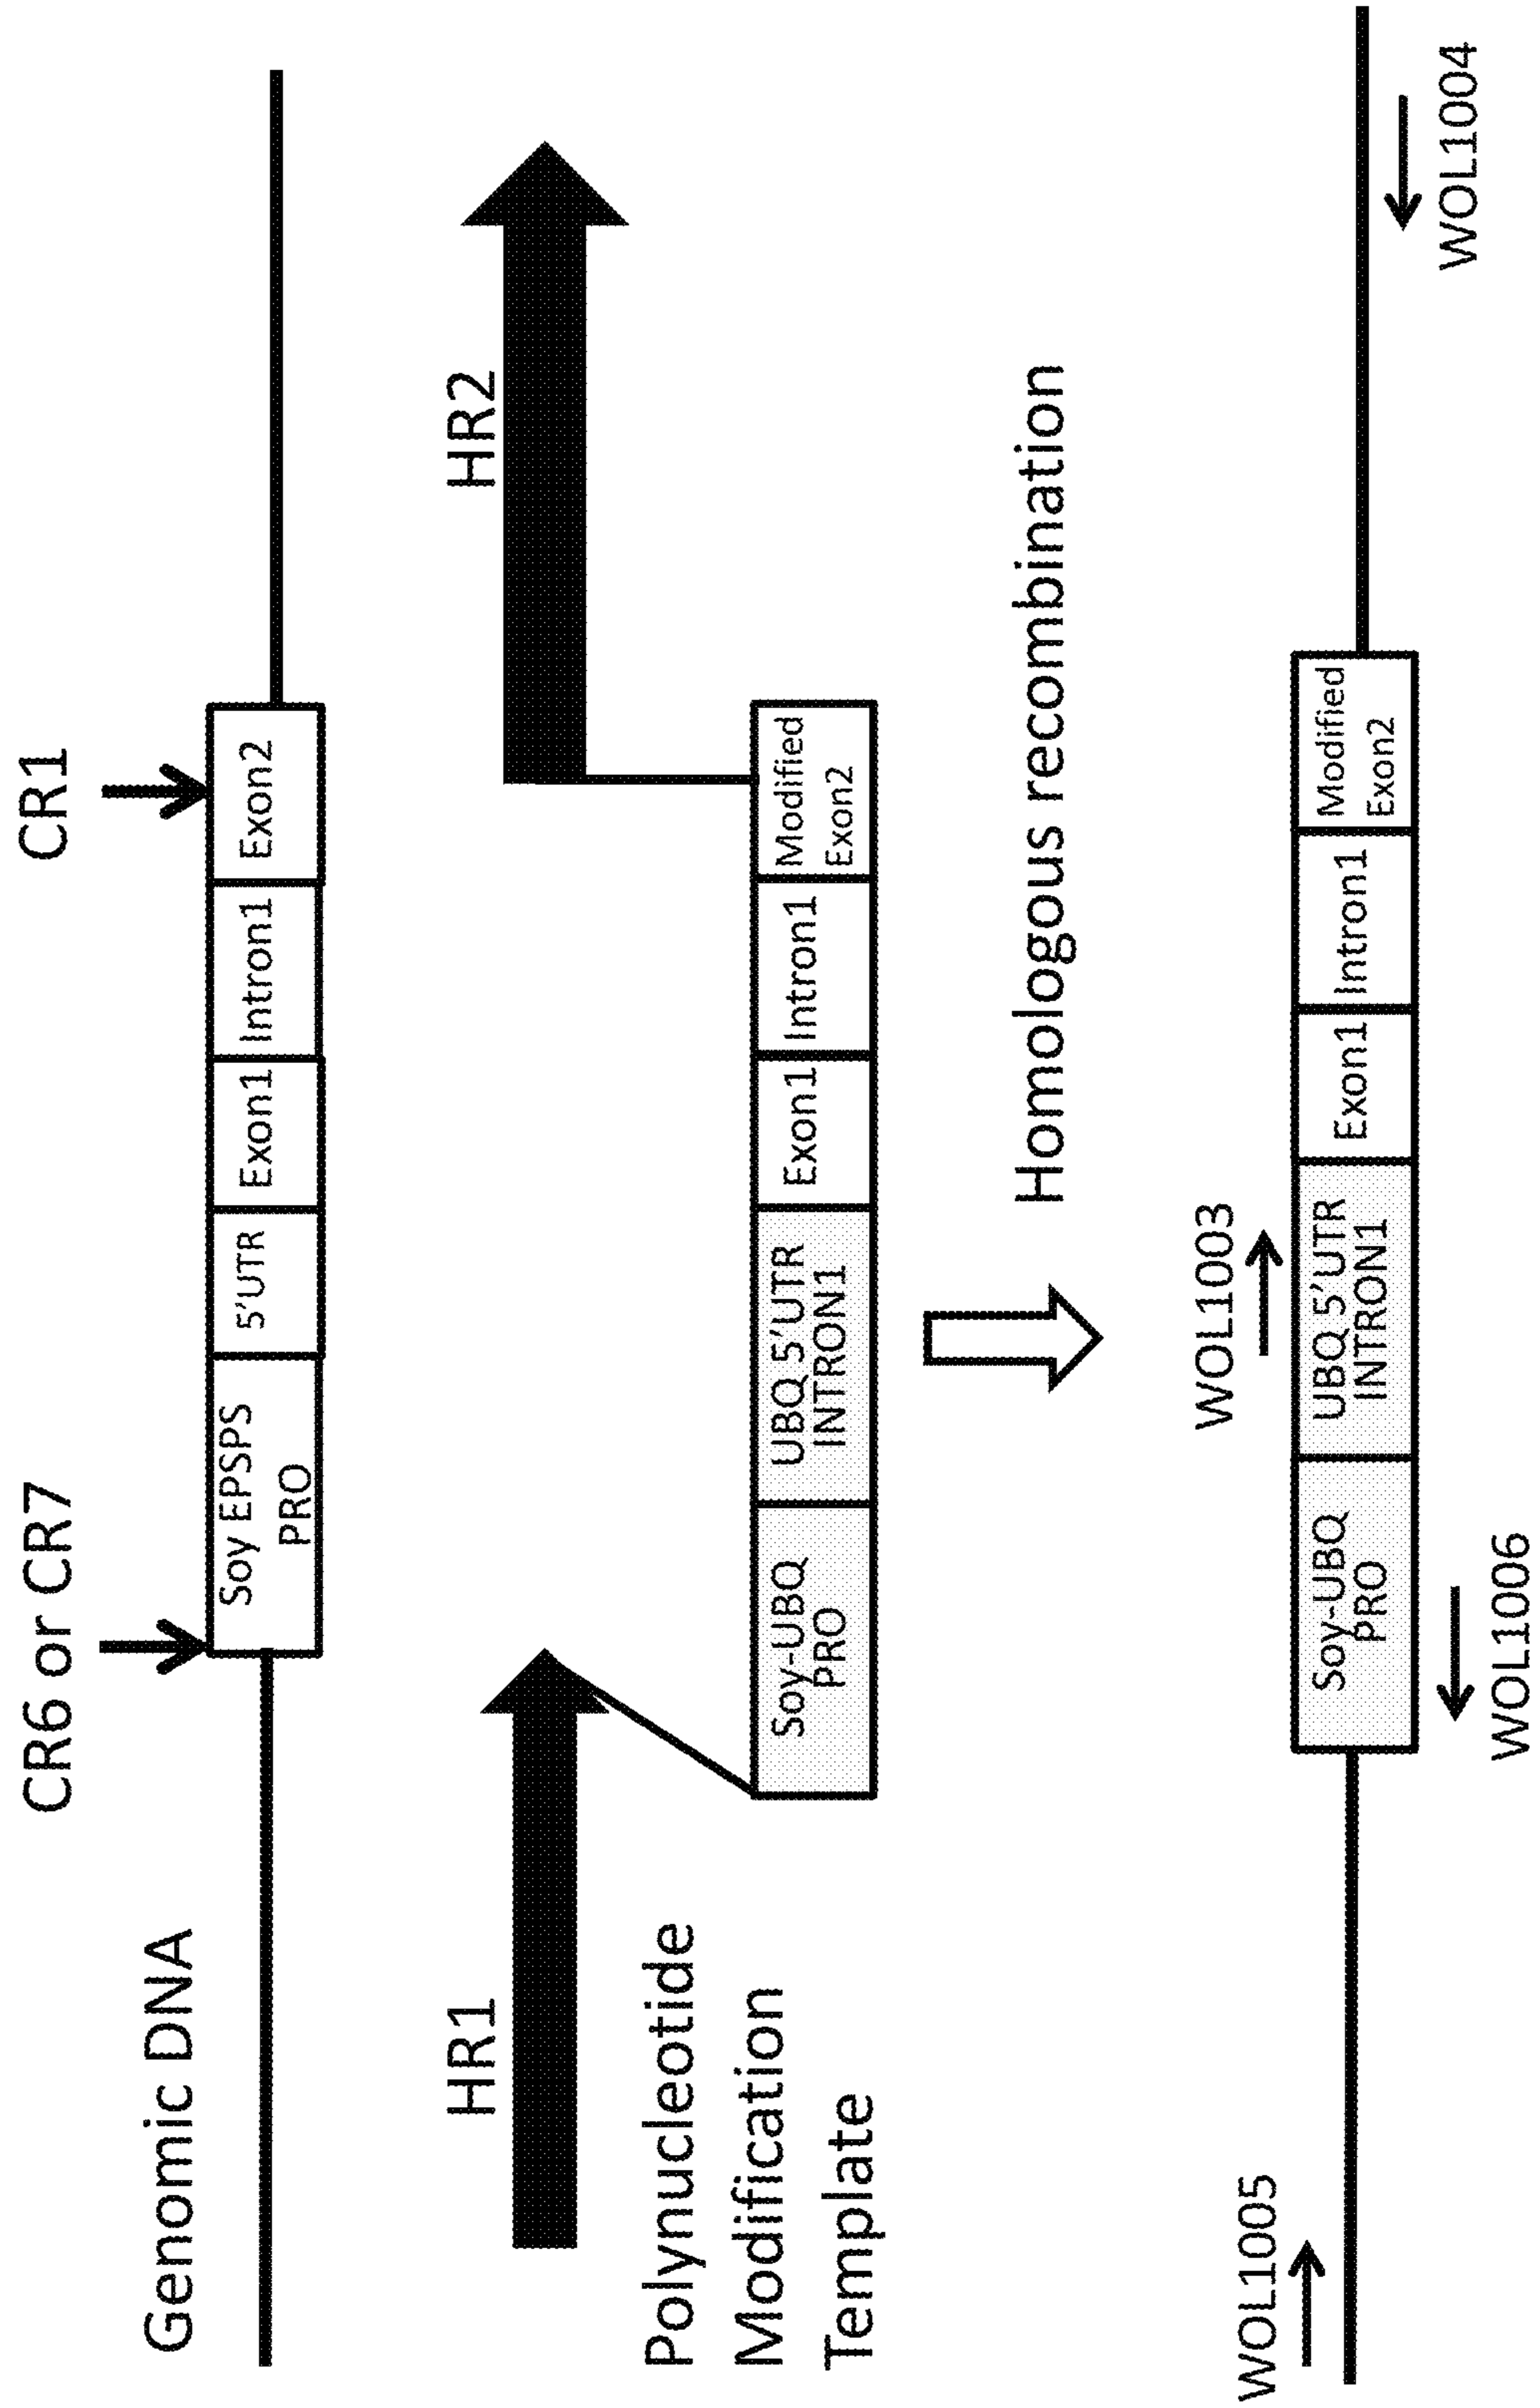 CR6 or CR7
CR1
Genomic DNA
Soy EPSPS
PRO
5’UTR
Exon1
Intron1
Exon2
HR1
HR2
Polynucleotide
Modification
Template
Soy-UBQ
PRO
UBQ 5’UTR
INTRON1
Exon1
Intron1
Modified
Exon2
Homologous recombination
WOL1005
WOL1003
Soy-UBQ
PRO
UBQ 5’UTR
INTRON1
Exon1
Intron1
Modified
Exon2
WOL1006
WOL1004